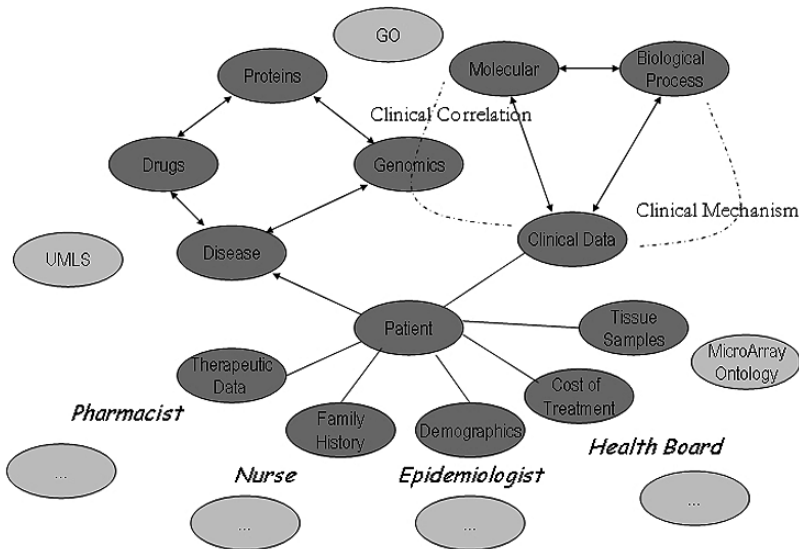 GO
Molecular
Biological
Process
Proteins
Clinical Correlation
Drugs
Genomics
Clinical Mechanism
Clinical Data
UMLS
Disease
Patient
Tissue
Samples
MicroArray
Ontology
Therapeutic
Data
Cost of
Treatment
Pharmacist
Family
History
Demographics
Health Board
...
Nurse
Epidemiologist
...
...
...